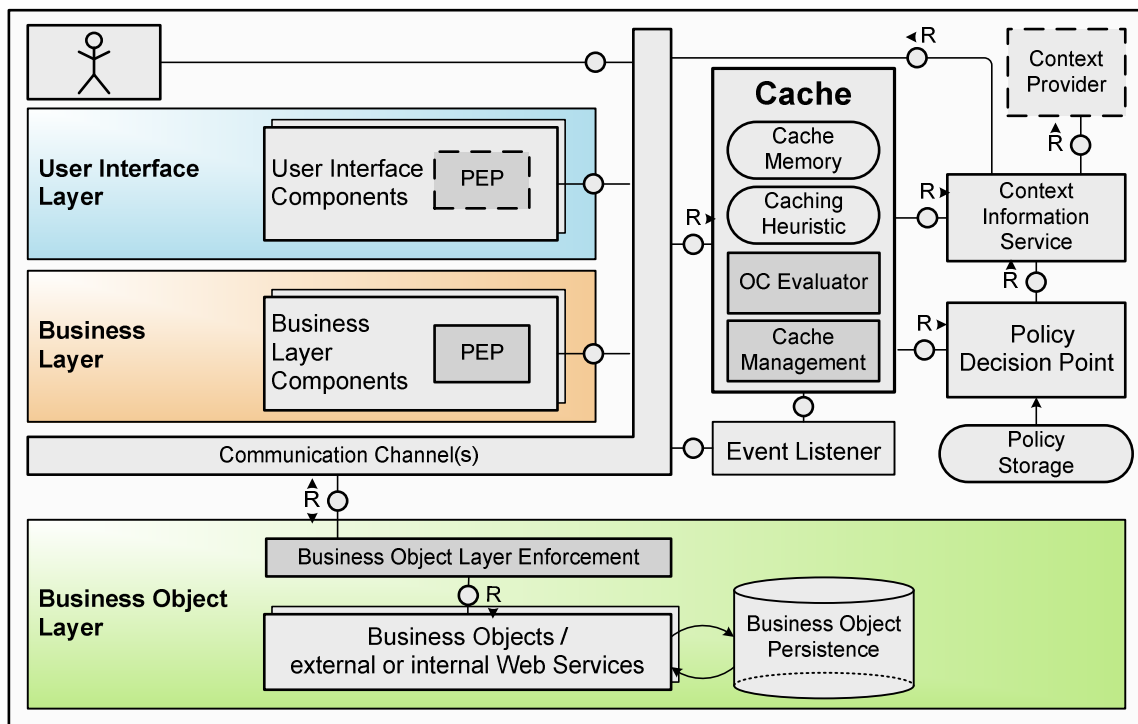 R
Context
Provider
Cache
Cache
Memory
R
User Interface
Layer
User Interface
Components
PEP
R
Caching
Heuristic
R
Context
Information
Service
OC Evaluator
R
Business
Layer
Business
Layer
Components
PEP
Cache
Management
R
Policy
Decision Point
Communication Channel(s)
Event Listener
Policy
Storage
R
Business Object Layer Enforcement
R
Business Object
Layer
Business Objects /
external or internal Web Services
Business Object
Persistence